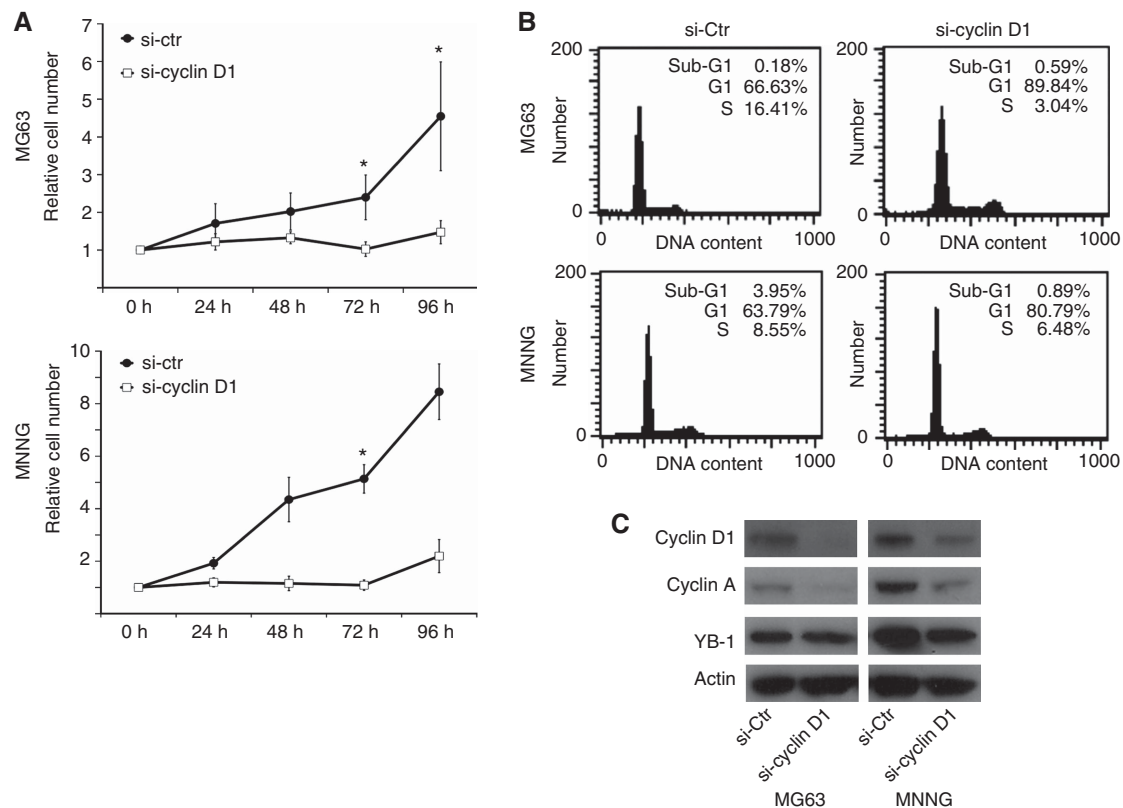 A
MG63
Relative cell number
7
6
5
4
3
2
1
si-ctr
si-cyclin D1
*
*
0 h 24 h 48 h 72 h 96 h
MNNG
Relative cell number
10
8
6
4
2
si-ctr
si-cyclin D1
*
0 h 24 h 48 h 72 h 96 h
B
si-Ctr si-cyclin D1
MG63
Number
200
0
Sub-G1 0.18%
G1 66.63%
S 16.41%
0 1000
DNA content
Number
200
0
Sub-G1 0.59%
G1 89.84%
S 3.04%
0 1000
DNA content
MNNG
Number
200
0
Sub-G1 3.95%
G1 63.79%
S 8.55%
0 1000
DNA content
Number
200
0
Sub-G1 0.89%
G1 80.79%
S 6.48%
0 1000
DNA content
C
Cyclin D1
Cyclin A
YB-1
Actin
si-Ctr
si-cyclin D1
si-Ctr
si-cyclin D1
MG63 MNNG